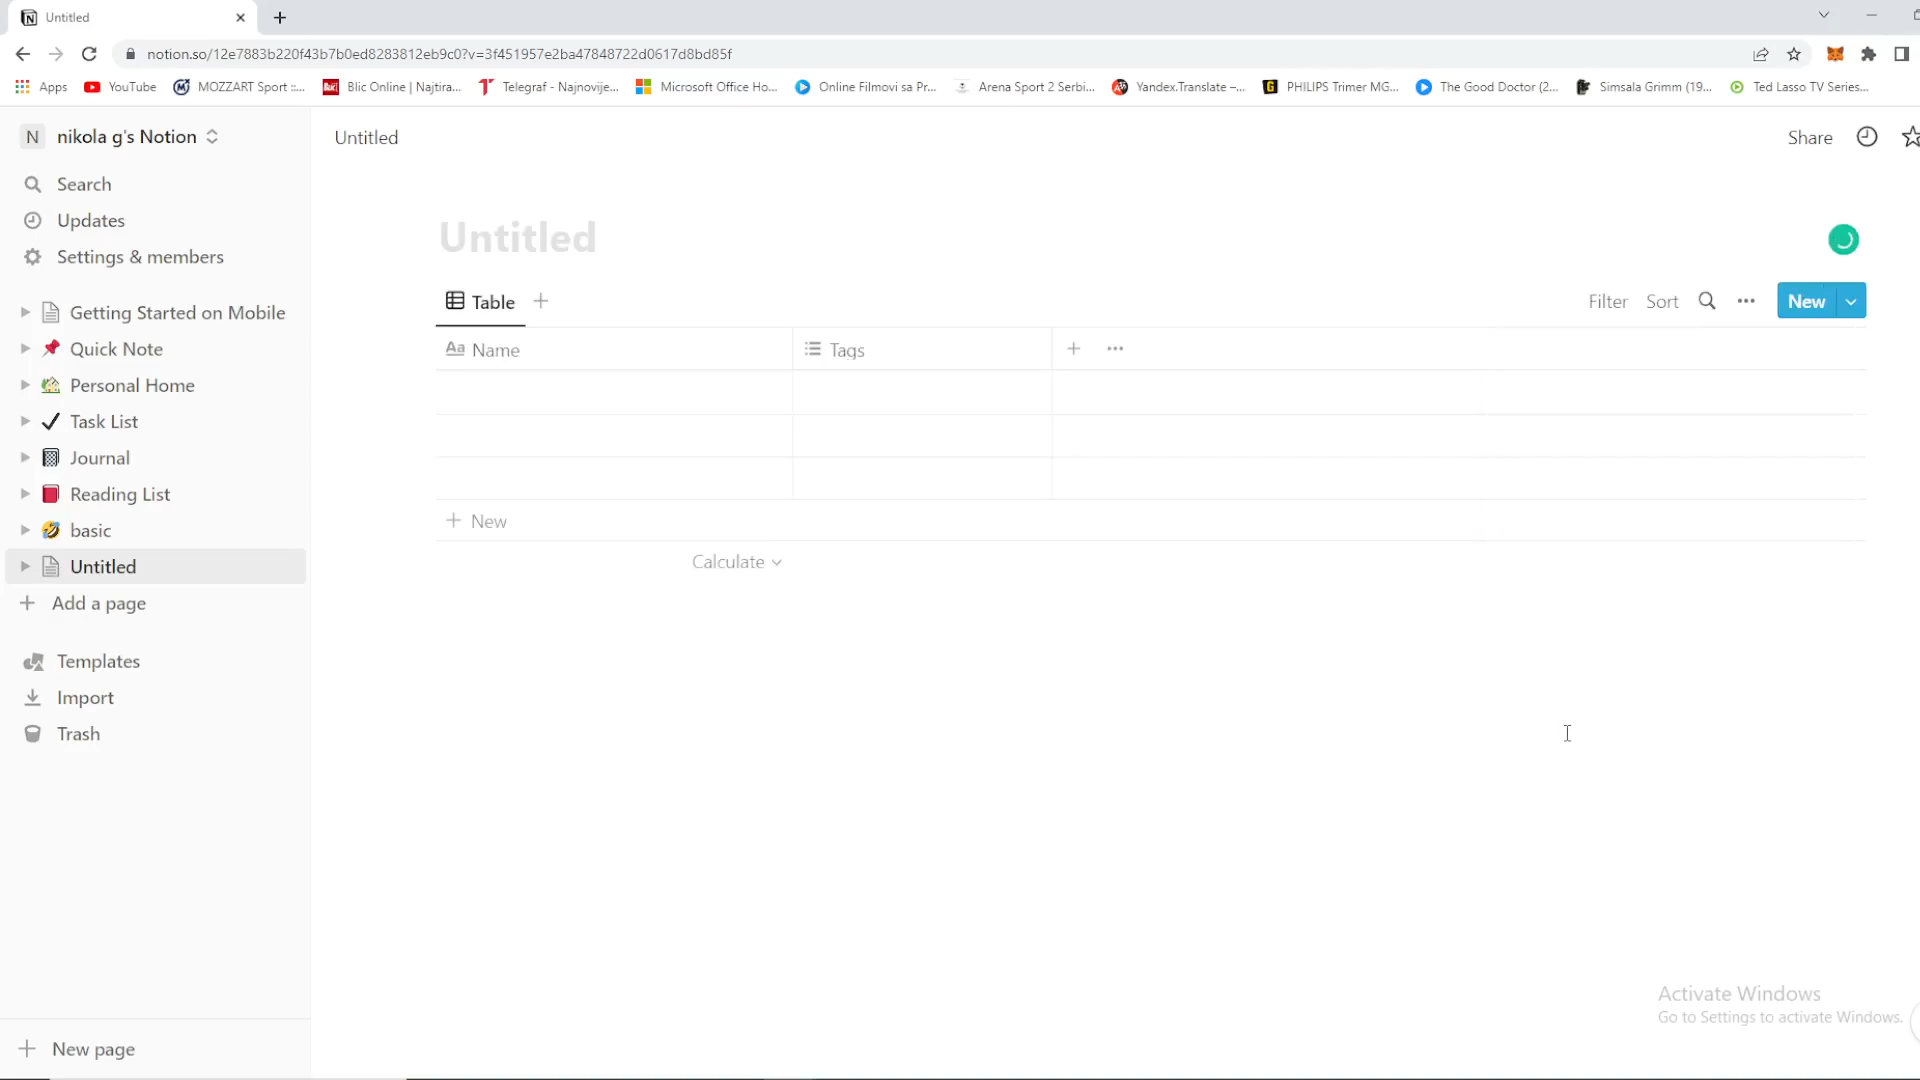 Untitled
notion.so/12e7883b220f43b7b0ed8283812eb9c0?v=3f451957e2ba47848722d0617d8bd85f
Apps YouTube MOZZART Sport ::... Blic Online | Najtira... Telegraf - Najnovije... Microsoft Office Ho... Online Filmovi sa Pr... Arena Sport 2 Serbi... Yandex.Translate –... PHILIPS Trimer MG... The Good Doctor (2... Simsala Grimm (19... Ted Lasso TV Series...
N nikola g's Notion
Untitled
Share
Search
Updates
Settings & members
Getting Started on Mobile
Quick Note
Personal Home
Task List
Journal
Reading List
basic
Untitled
Add a page
Templates
Import
Trash
New page
Untitled
Table
Filter Sort New
Aa Name Tags
New
Calculate
Activate Windows
Go to Settings to activate Windows.